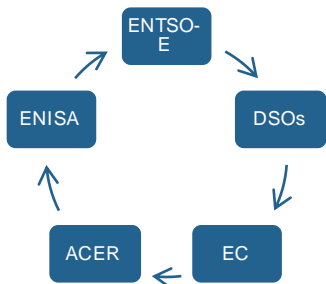 ENTSO-
E
DSOs
EC
ACER
ENISA